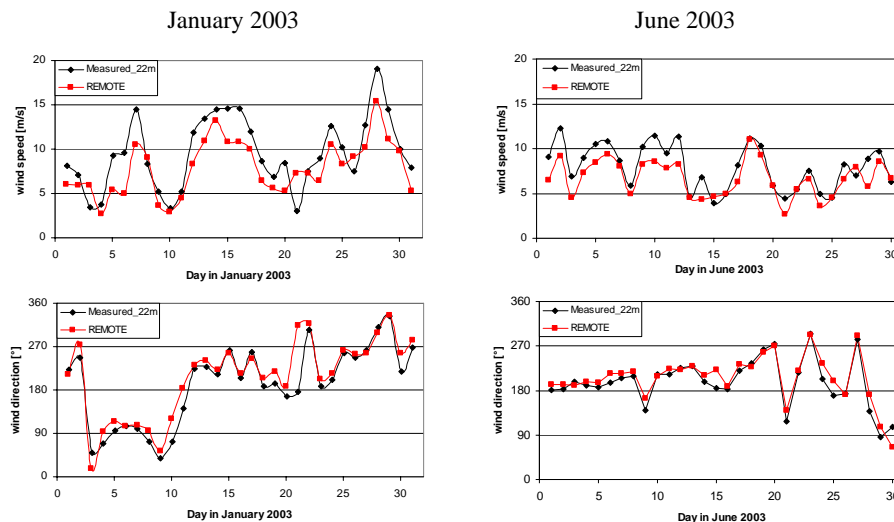 January 2003
June 2003
20
15
10
5
0
wind speed [m/s]
Measured_22m
REMOTE
0 5 10 15 20 25 30
Day in January 2003
20
15
10
5
0
wind speed [m/s]
Measured_22m
REMOTE
0 5 10 15 20 25 30
Day in June 2003
360
270
180
90
0
wind direction [°]
Measured_22m
REMOTE
0 5 10 15 20 25 30
Day in January 2003
360
270
180
90
0
wind direction [°]
Measured_22m
REMOTE
0 5 10 15 20 25 30
Day in June 2003